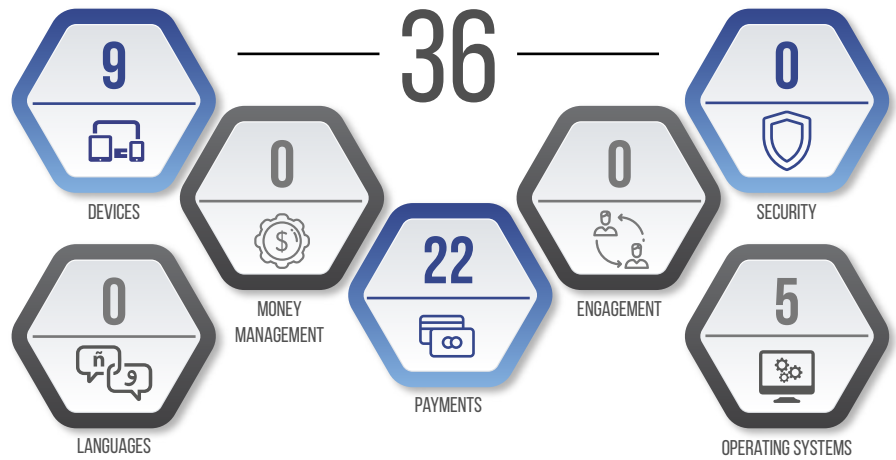 36
9
DEVICES
0
SECURITY
0
$
MONEY
MANAGEMENT
0
ENGAGEMENT
22
PAYMENTS
0
ñ
و
LANGUAGES
5
OPERATING SYSTEMS